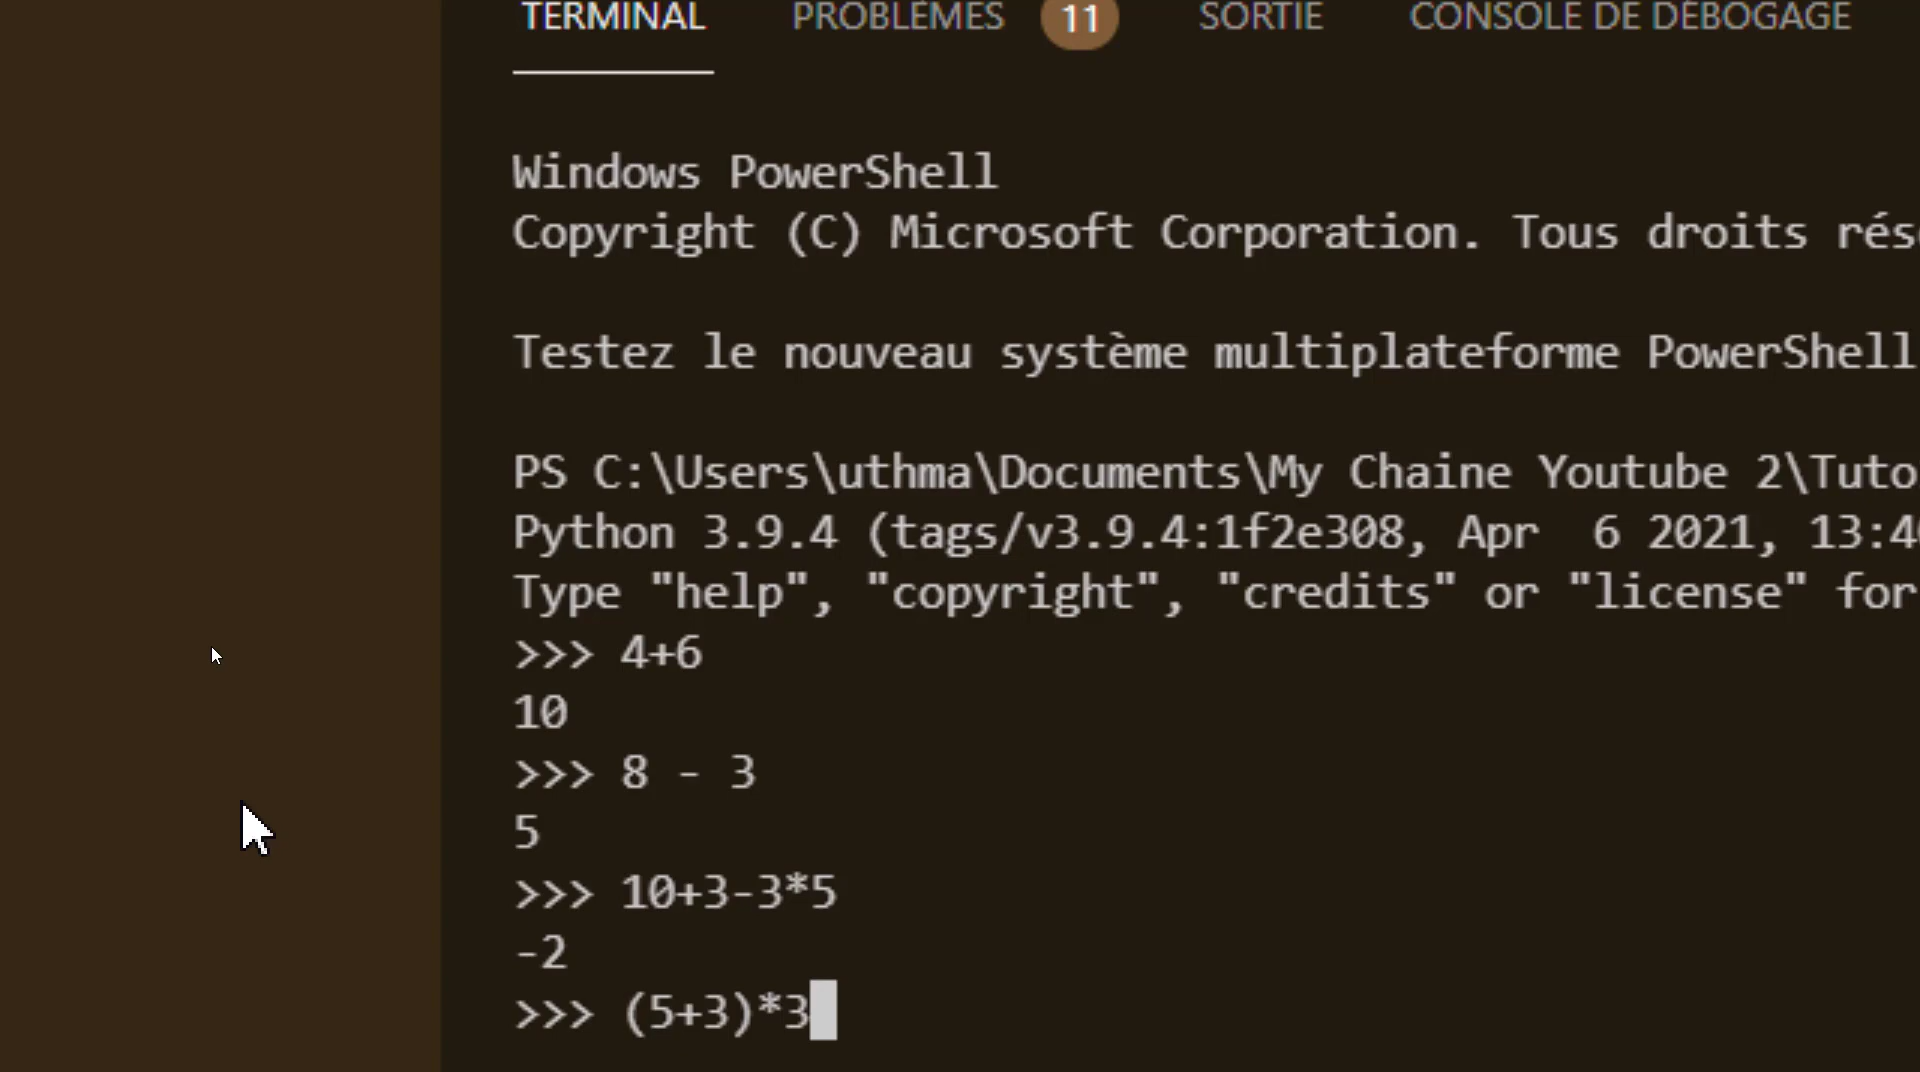 TERMINAL PROBLÈMES 11 SORTIE CONSOLE DE DÉBOGAGE
Windows PowerShell
Copyright (C) Microsoft Corporation. Tous droits rés
Testez le nouveau système multiplateforme PowerShell
PS C:\Users\uthma\Documents\My Chaine Youtube 2\Tuto
Python 3.9.4 (tags/v3.9.4:1f2e308, Apr  6 2021, 13:4
Type "help", "copyright", "credits" or "license" for
>>> 4+6
10
>>> 8 - 3
5
>>> 10+3-3*5
-2
>>> (5+3)*3